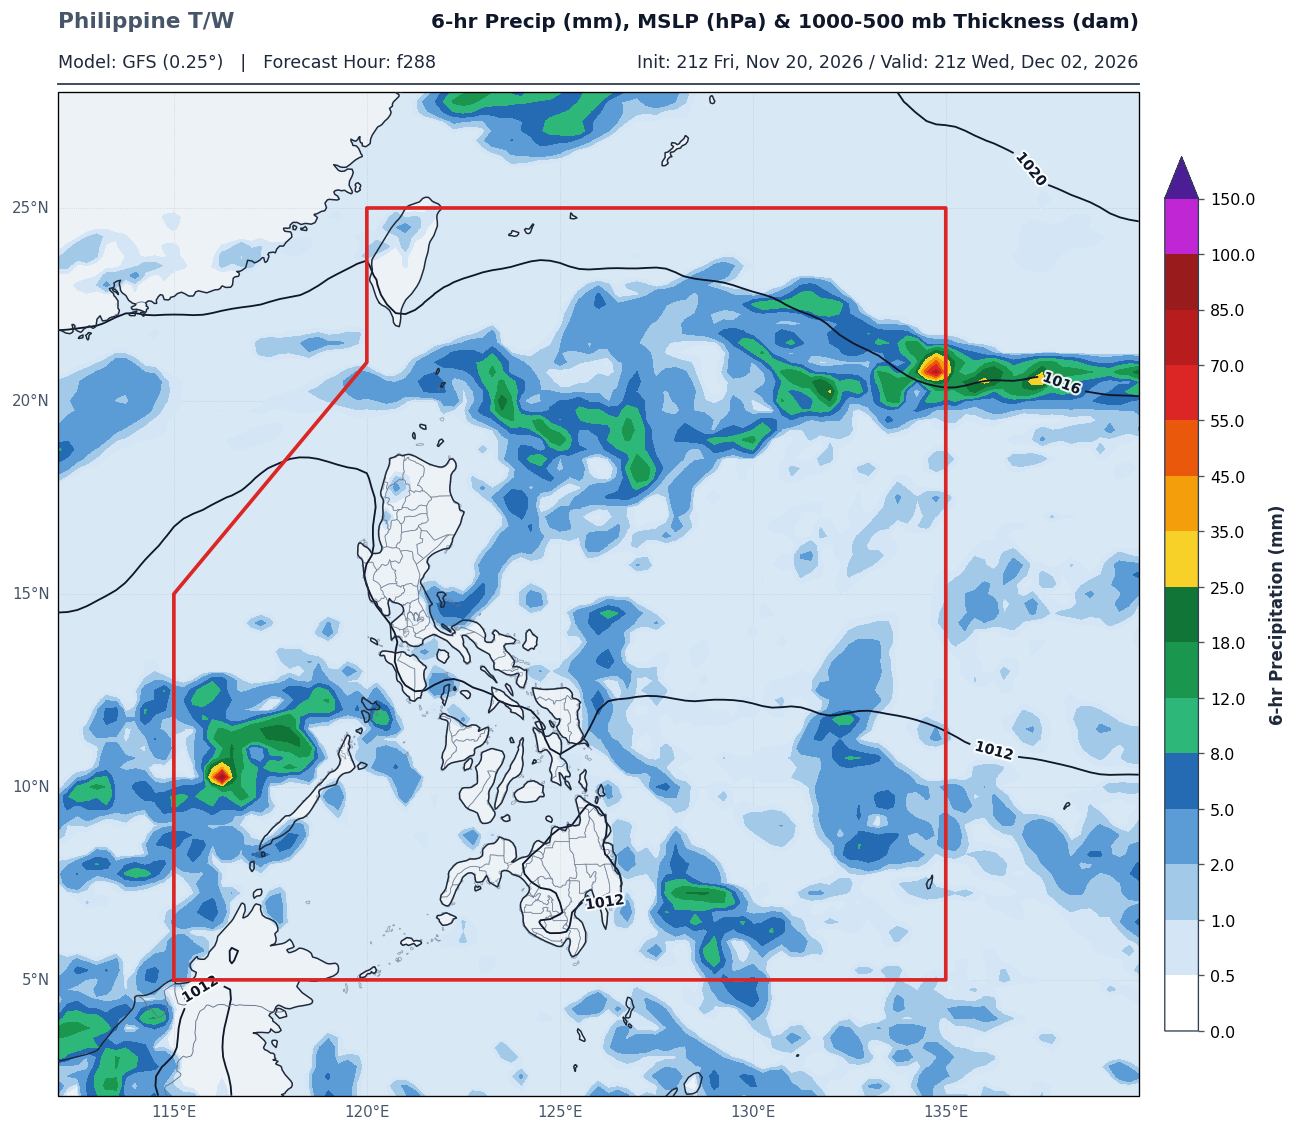 Philippine T/W
6-hr Precip (mm), MSLP (hPa) & 1000-500 mb Thickness (dam)
Model: GFS (0.25°) | Forecast Hour: f288
Init: 21z Fri, Nov 20, 2026 / Valid: 21z Wed, Dec 02, 2026
25°N
20°N
15°N
10°N
5°N
115°E
120°E
125°E
130°E
135°E
1020
1016
1012
1012
1012
150.0
100.0
85.0
70.0
55.0
45.0
35.0
25.0
18.0
12.0
8.0
5.0
2.0
1.0
0.5
0.0
6-hr Precipitation (mm)